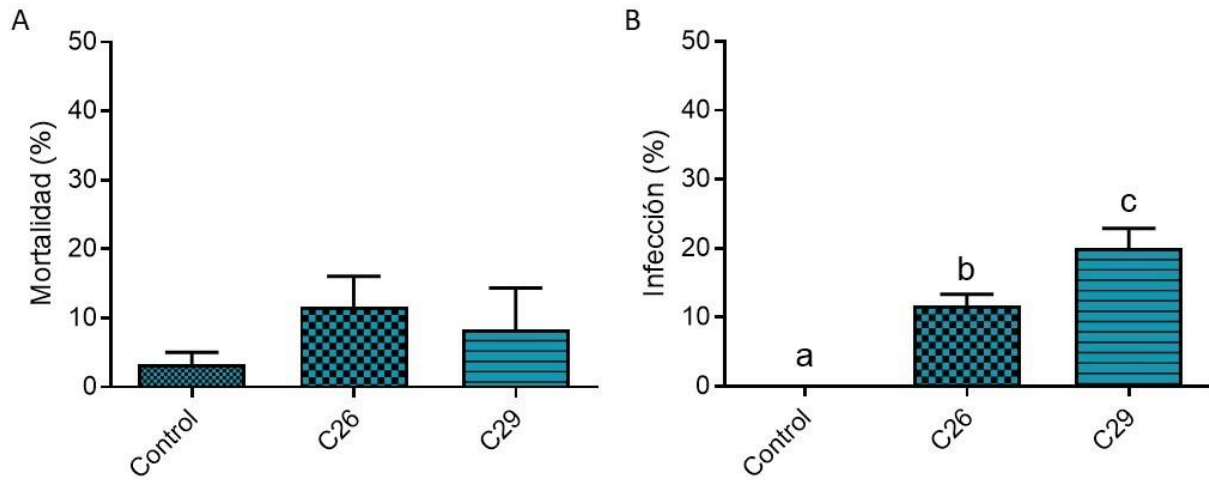 A
Mortalidad (%)
50
40
30
20
10
0
Control
C26
C29
B
Infección (%)
50
40
30
20
10
0
a
b
c
Control
C26
C29